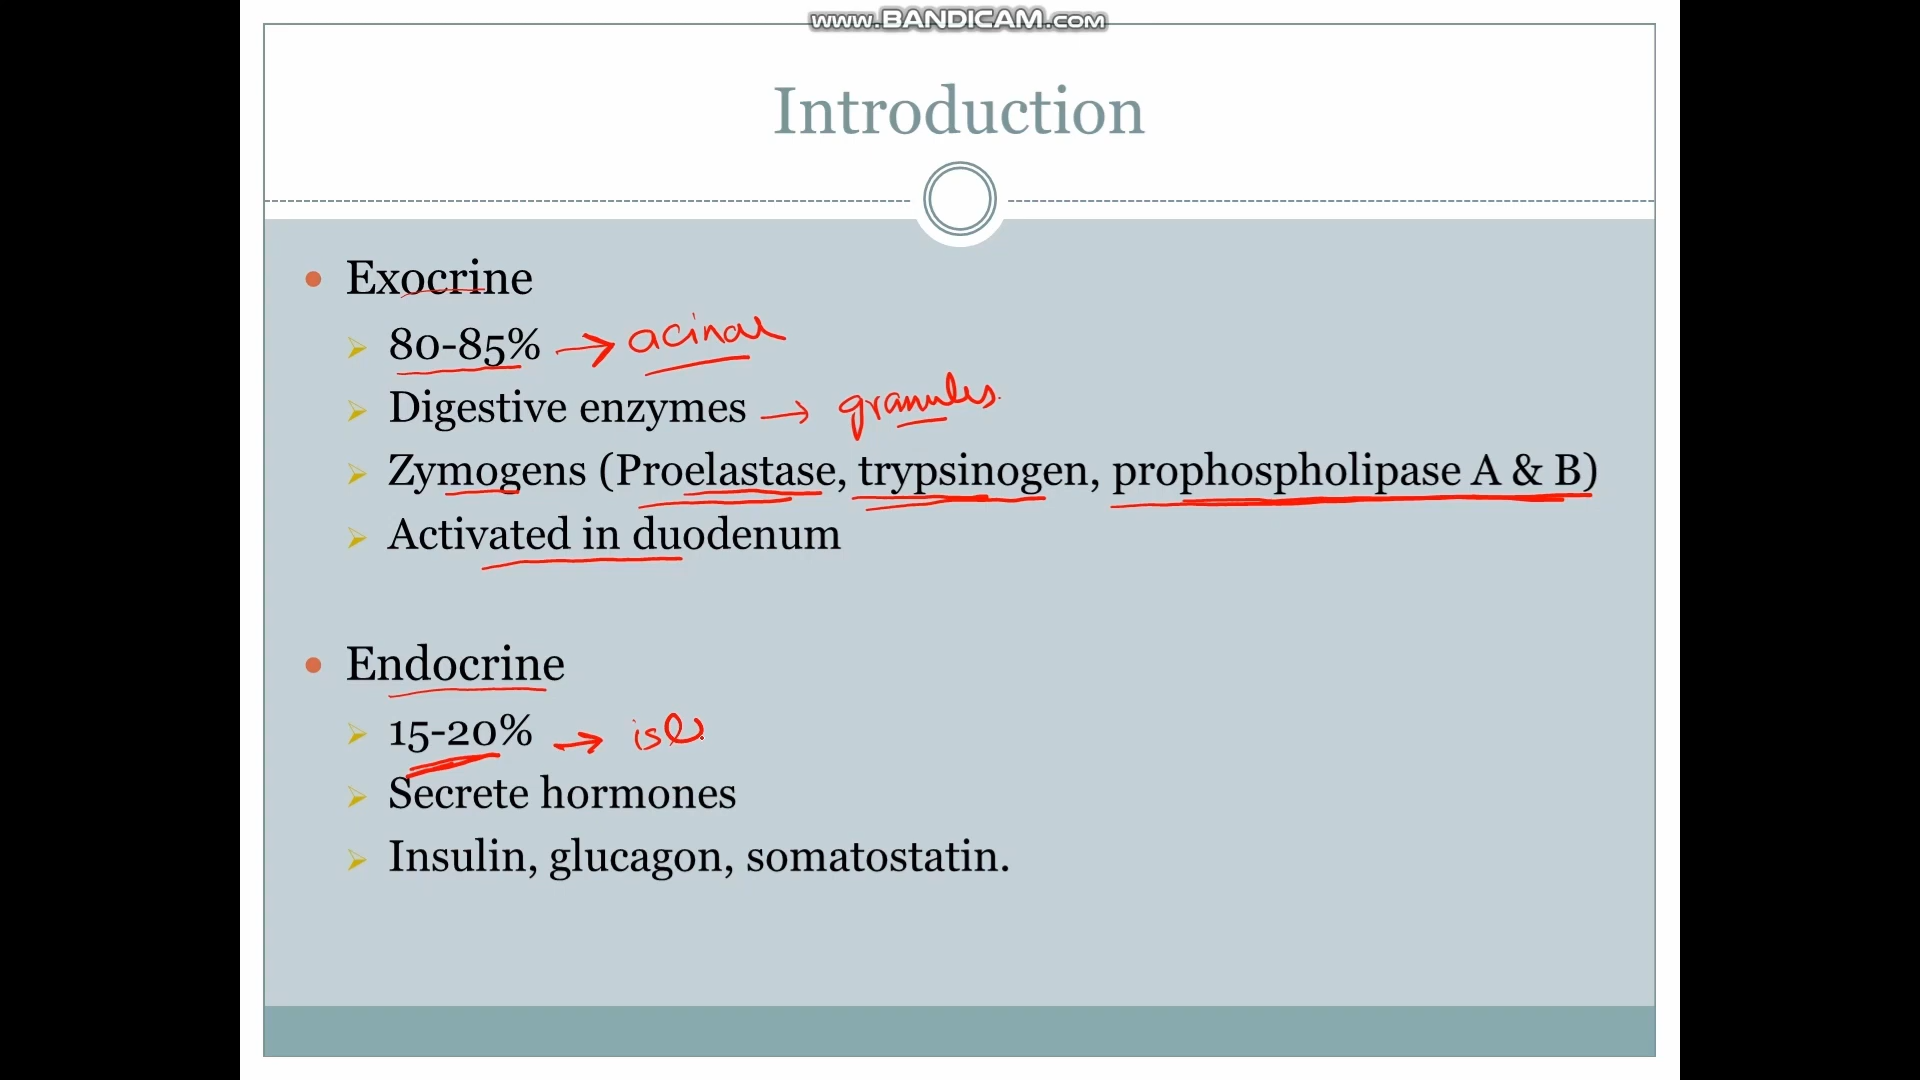 www.BANDICAM.com
Introduction
Exocrine
80-85% → acinar
Digestive enzymes → granules.
Zymogens (Proelastase, trypsinogen, prophospholipase A & B)
Activated in duodenum
Endocrine
15-20% →
Secrete hormones
Insulin, glucagon, somatostatin.